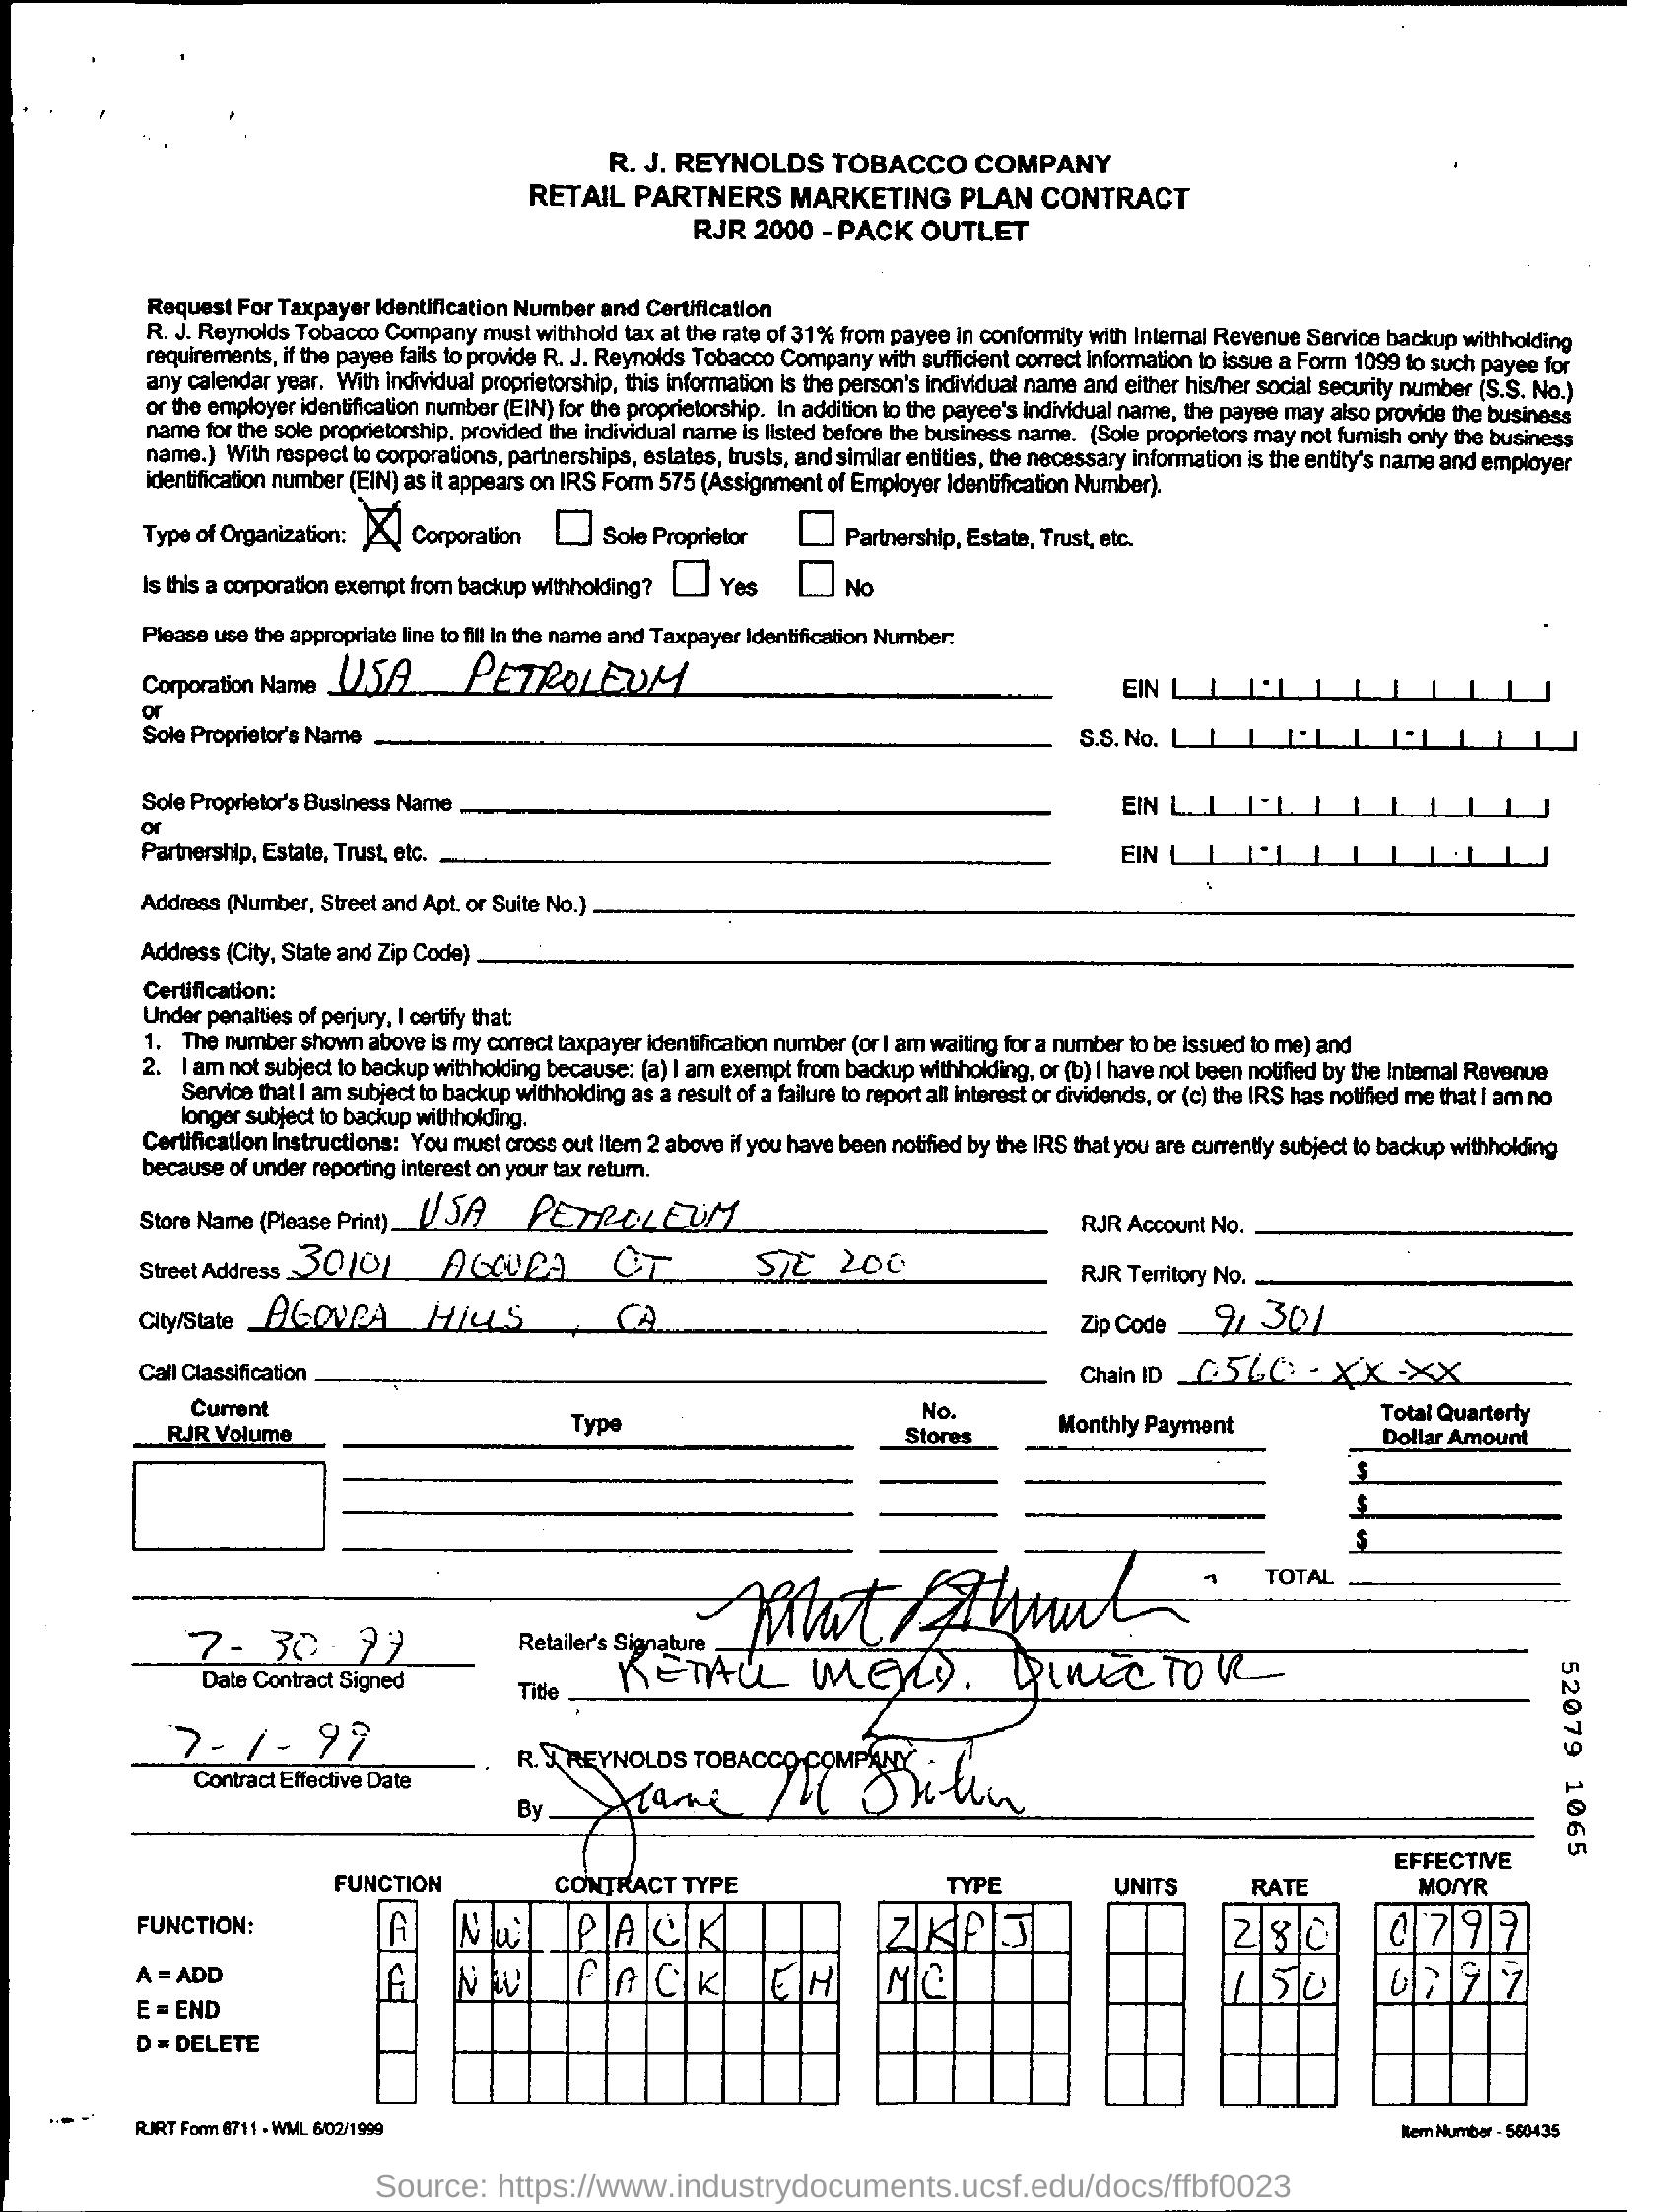 R. J. REYNOLDS TOBACCO COMPANY
RETAIL PARTNERS MARKETING PLAN CONTRACT
RJR 2000 - PACK OUTLET
Request For Taxpayer Identification Number and Certification
R. J. Reynolds Tobacco Company must withhold tax at the rate of 31% from payee in conformity with Internal Revenue Service backup withholding
requirements, if the payee fails to provide R. J. Reynolds Tobacco Company with sufficient correct information to issue a Form 1099 to such payee for
any calendar year. With individual proprietorship, this information is the person's individual name and either his/her social security number (S.S. No.)
or the employer identification number (EIN) for the proprietorship. In addition to the payee's individual name, the payee may also provide the business
name for the sole proprietorship, provided the individual name is listed before the business name. (Sole proprietors may not furnish only the business
name.) With respect to corporations, partnerships, estates, trusts, and similar entities, the necessary information is the entity's name and employer
identification number (EIN) as it appears on IRS Form 575 (Assignment of Employer Identification Number).
Type of Organization: X Corporation Sole Proprietor Partnership, Estate, Trust, etc.
Is this a corporation exempt from backup withholding? Yes No
Please use the appropriate line to fill in the name and Taxpayer Identification Number:
Corporation Name USA PETROLEUM EIN
or
Sole Proprietor's Name S.S. No.
Sole Proprietor's Business Name EIN
or
Partnership, Estate, Trust, etc. EIN
Address (Number, Street and Apt. or Suite No.)
Address (City, State and Zip Code)
Certification:
Under penalties of perjury, I certify that:
1. The number shown above is my correct taxpayer identification number (or I am waiting for a number to be issued to me) and
2. I am not subject to backup withholding because: (a) I am exempt from backup withholding, or (b) I have not been notified by the Internal Revenue
Service that I am subject to backup withholding as a result of a failure to report all interest or dividends, or (c) the IRS has notified me that I am no
longer subject to backup withholding.
Certification Instructions: You must cross out item 2 above if you have been notified by the IRS that you are currently subject to backup withholding
because of under reporting interest on your tax return.
Store Name (Please Print) USA PETROLEUM RJR Account No.
Street Address 30101 AGOURA CT STE 200 RJR Territory No.
City/State AGOURA HILLS, CA Zip Code 91301
Call Classification Chain ID 0560-XX-XX
Current RJR Volume Type No. Stores Monthly Payment Total Quarterly Dollar Amount
$
$
$
TOTAL
7-30-99 Retailer's Signature
Date Contract Signed Title RETAIL MGND. DIRECTOR
7-1-99 R. J. REYNOLDS TOBACCO COMPANY
Contract Effective Date By
52079 1065
FUNCTION CONTRACT TYPE TYPE UNITS RATE EFFECTIVE MO/YR
FUNCTION: A NW PACK ZKPJ 280 0799
A = ADD A NW PACK EH MC 150 0799
E = END
D = DELETE
RJRT Form 6711 - WML 6/02/1999 Item Number - 560435
Source: https://www.industrydocuments.ucsf.edu/docs/ffbf0023